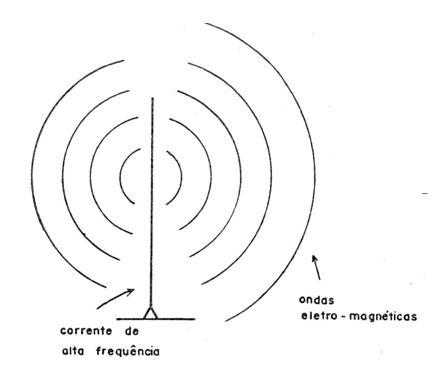 ondas
eletro-magnéticas
corrente de
alta frequência